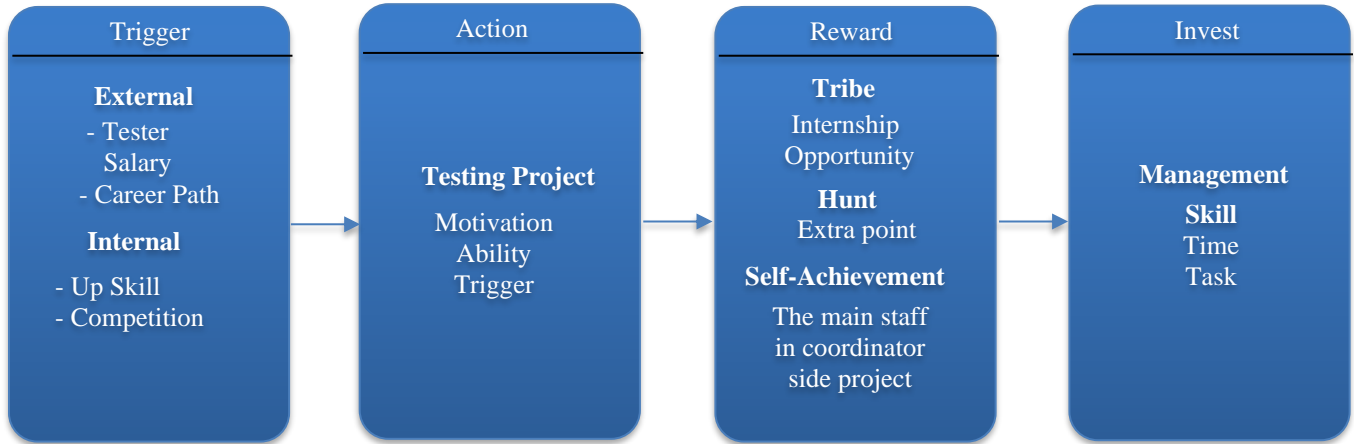 Trigger
External
- Tester
Salary
- Career Path
Internal
- Up Skill
- Competition
Action
Testing Project
Motivation
Ability
Trigger
Reward
Tribe
Internship
Opportunity
Hunt
Extra point
Self-Achievement
The main staff
in coordinator
side project
Invest
Management
Skill
Time
Task